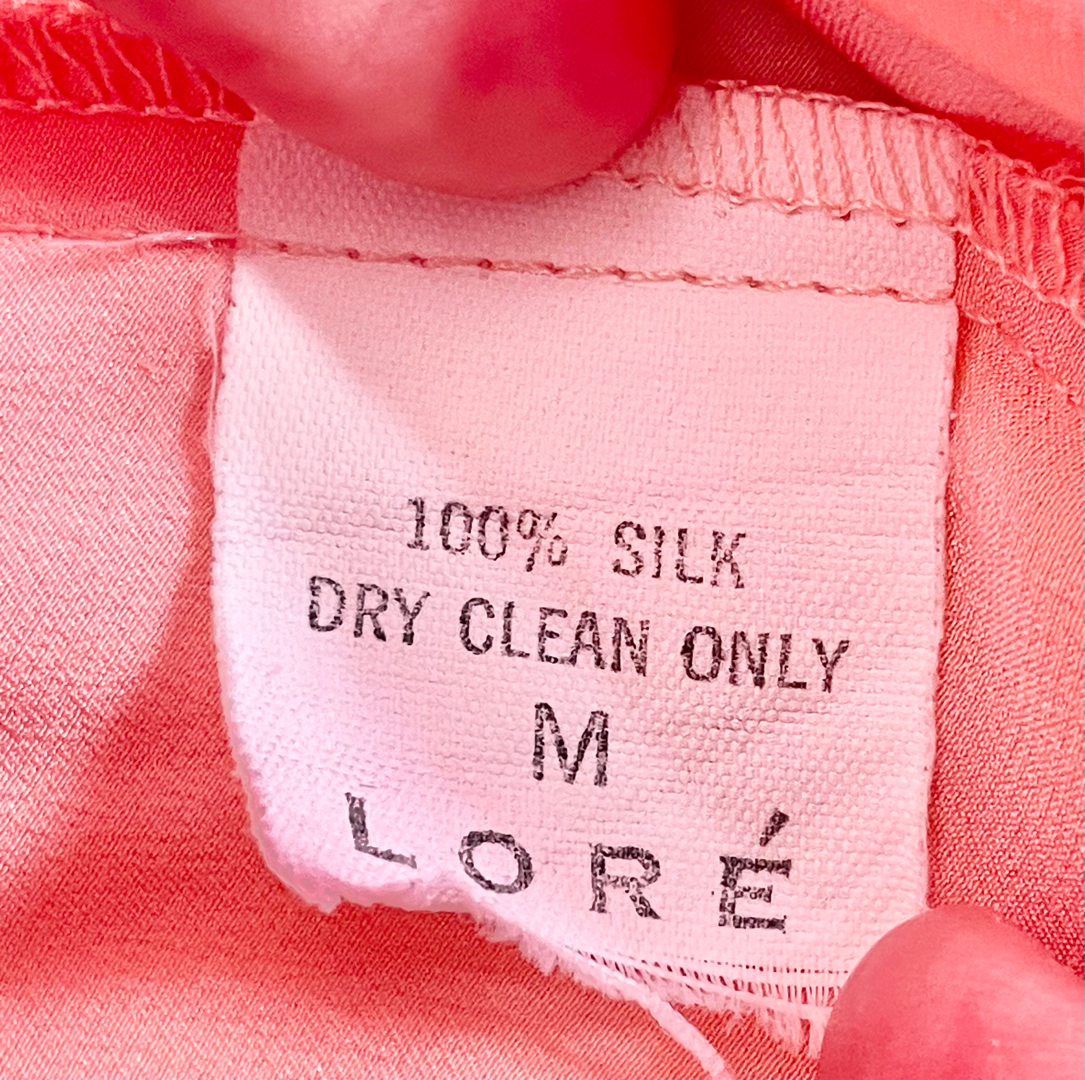 100% SILK
DRY CLEAN ONLY
M
LORÉ